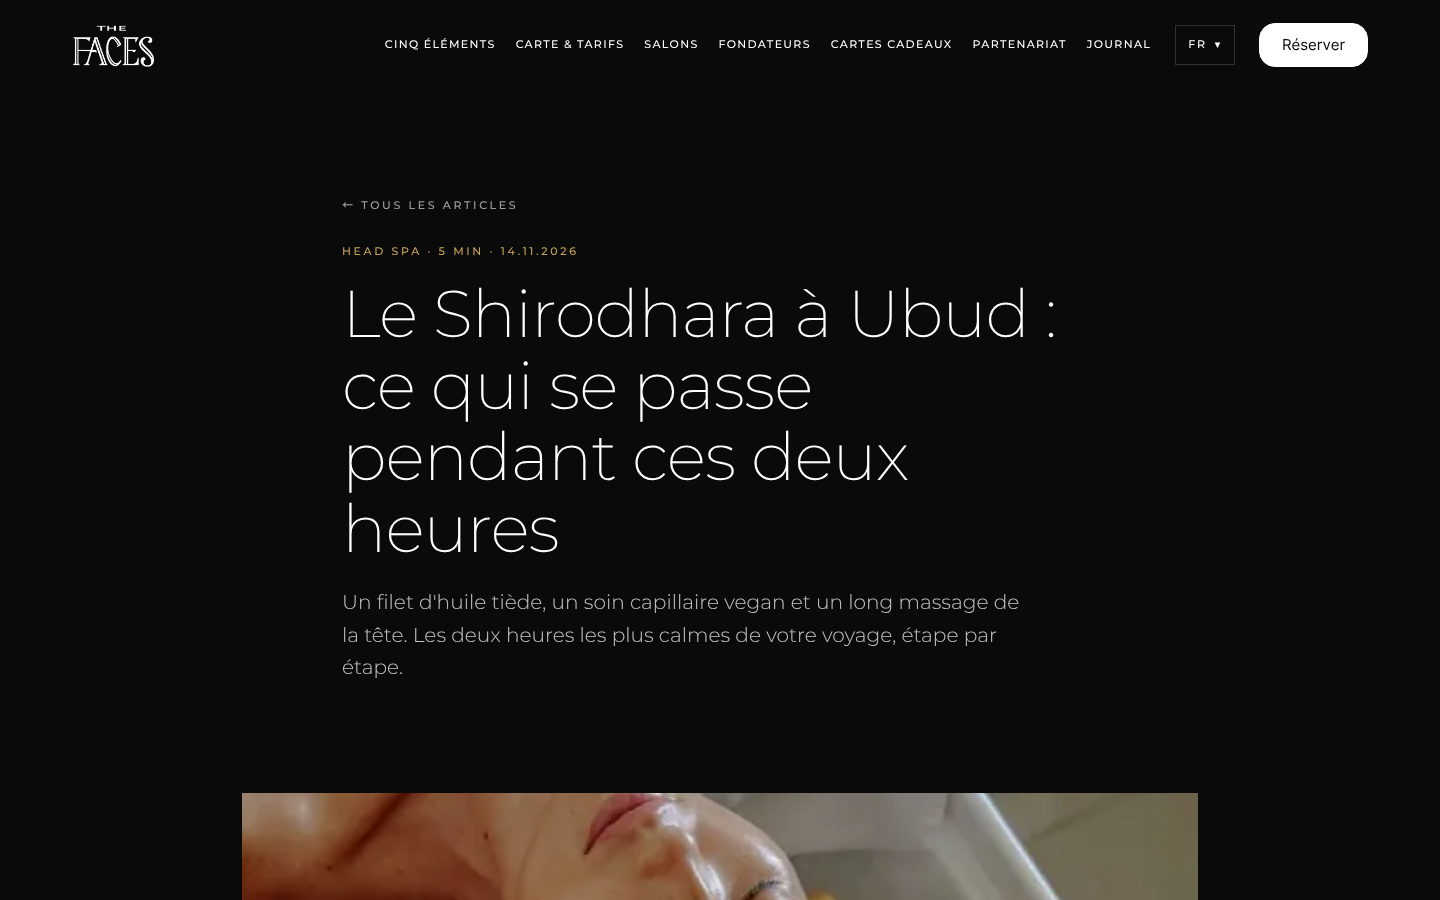 THE
FACES
CINQ ÉLÉMENTS
CARTE & TARIFS
SALONS
FONDATEURS
CARTES CADEAUX
PARTENARIAT
JOURNAL
FR ▾
Réserver
← TOUS LES ARTICLES
HEAD SPA · 5 MIN · 14.11.2026
Le Shirodhara à Ubud :
ce qui se passe
pendant ces deux
heures
Un filet d'huile tiède, un soin capillaire vegan et un long massage de
la tête. Les deux heures les plus calmes de votre voyage, étape par
étape.